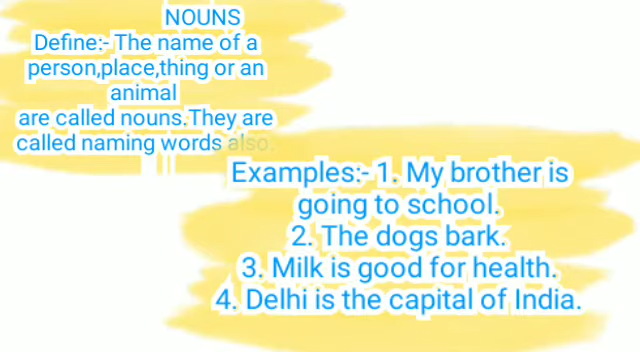 NOUNS
Define:- The name of a
person,place,thing or an
animal
are called nouns.They are
called naming words also.
Examples:- 1. My brother is
going to school.
2. The dogs bark.
3. Milk is good for health.
4. Delhi is the capital of India.